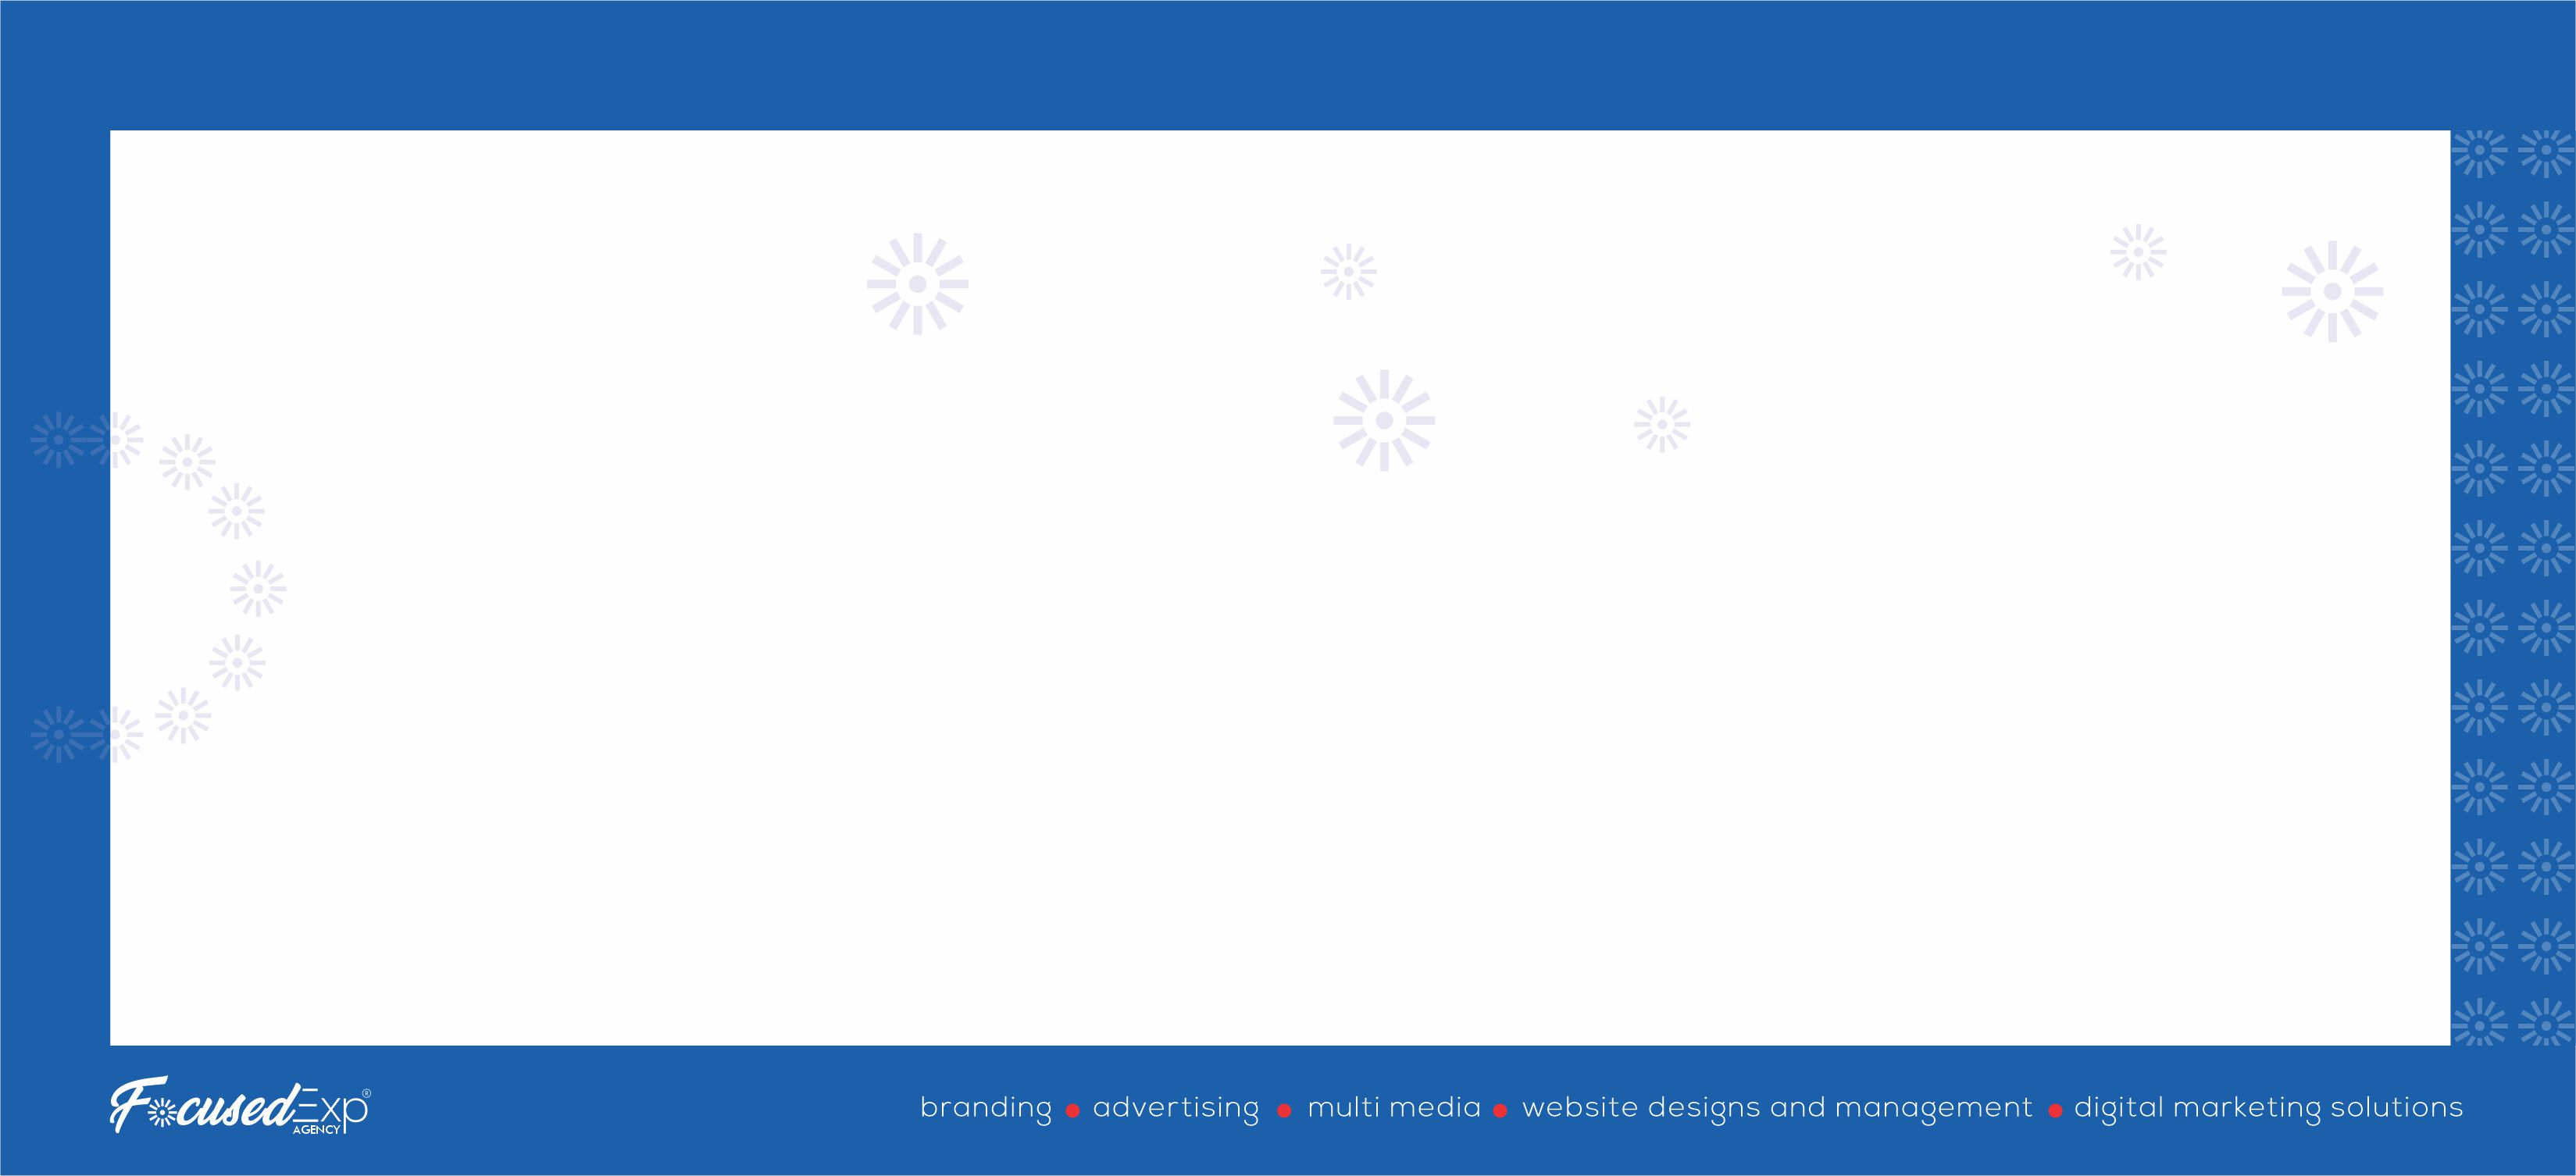 FocusedExp®
AGENCY
branding • advertising • multi media • website designs and management • digital marketing solutions